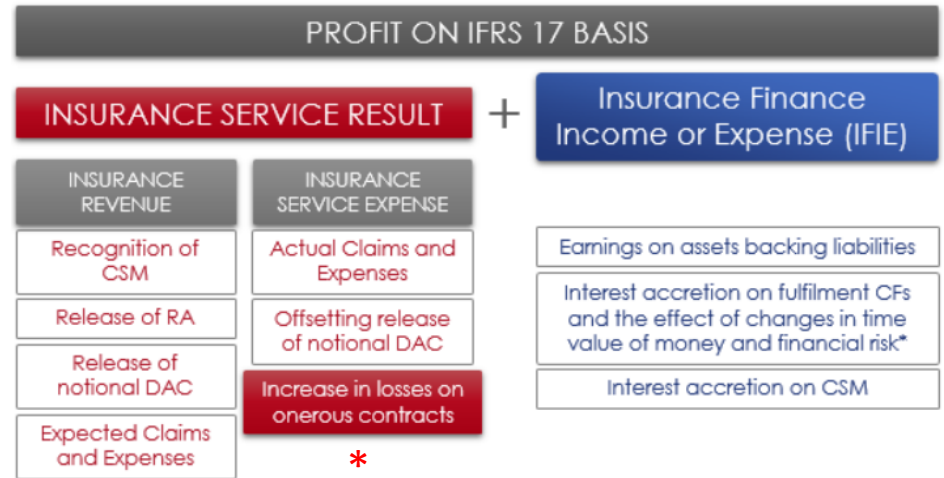 PROFIT ON IFRS 17 BASIS
INSURANCE SERVICE RESULT
+
Insurance Finance
Income or Expense (IFIE)
INSURANCE
REVENUE
Recognition of
CSM
Release of RA
Release of
notional DAC
Expected Claims
and Expenses
INSURANCE
SERVICE EXPENSE
Actual Claims and
Expenses
Offsetting release
of notional DAC
Increase in losses on
onerous contracts
*
Earnings on assets backing liabilities
Interest accretion on fulfilment CFs
and the effect of changes in time
value of money and financial risk*
Interest accretion on CSM